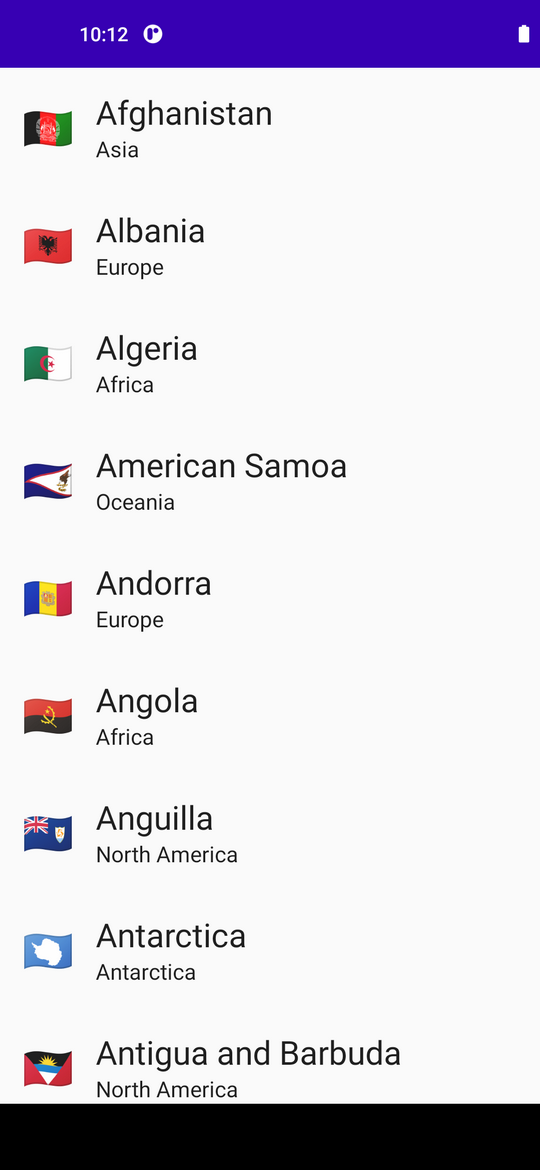 10:12
Afghanistan
Asia
Albania
Europe
Algeria
Africa
American Samoa
Oceania
Andorra
Europe
Angola
Africa
Anguilla
North America
Antarctica
Antarctica
Antigua and Barbuda
North America